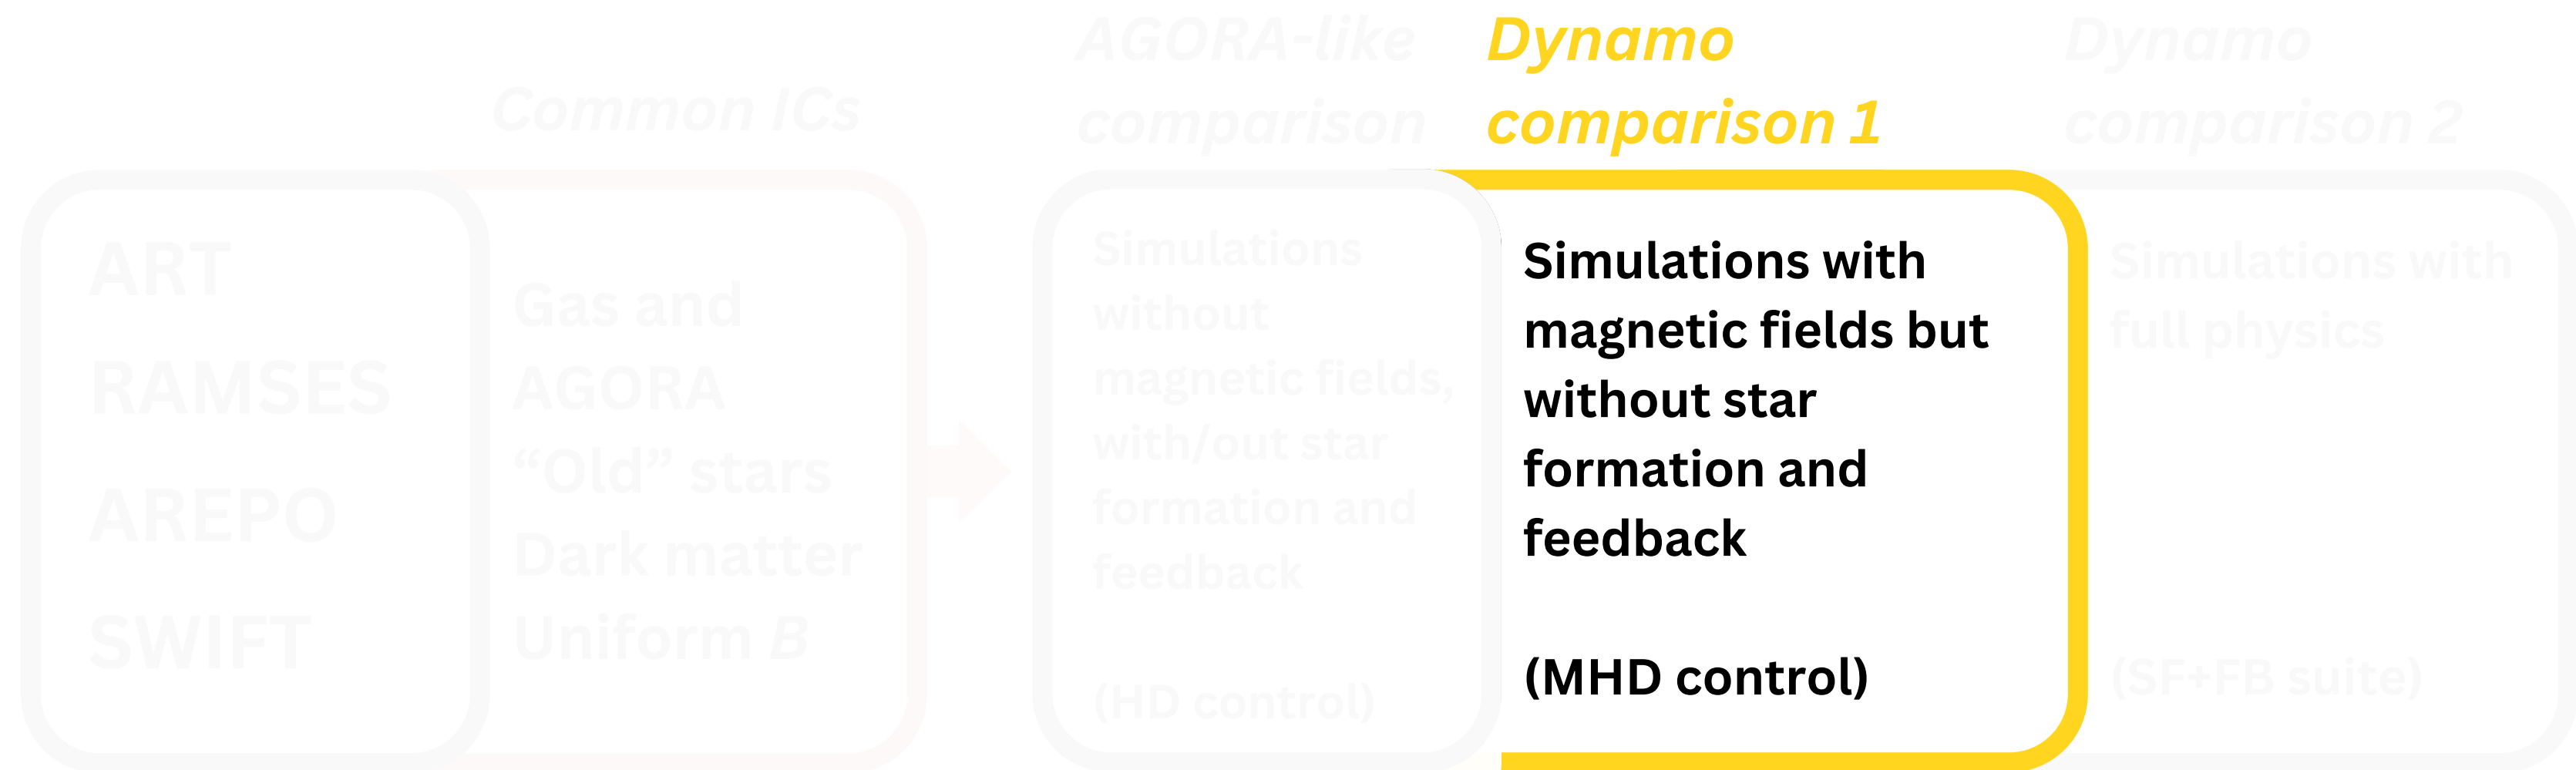 Common ICs
ART
RAMSES
AREPO
SWIFT
Gas and
AGORA
“Old” stars
Dark matter
Uniform B
AGORA-like
comparison
Simulations
without
magnetic fields,
with/out star
formation and
feedback
(HD control)
Dynamo
comparison 1
Simulations with
magnetic fields but
without star
formation and
feedback
(MHD control)
Dynamo
comparison 2
Simulations with
full physics
(SF+FB suite)